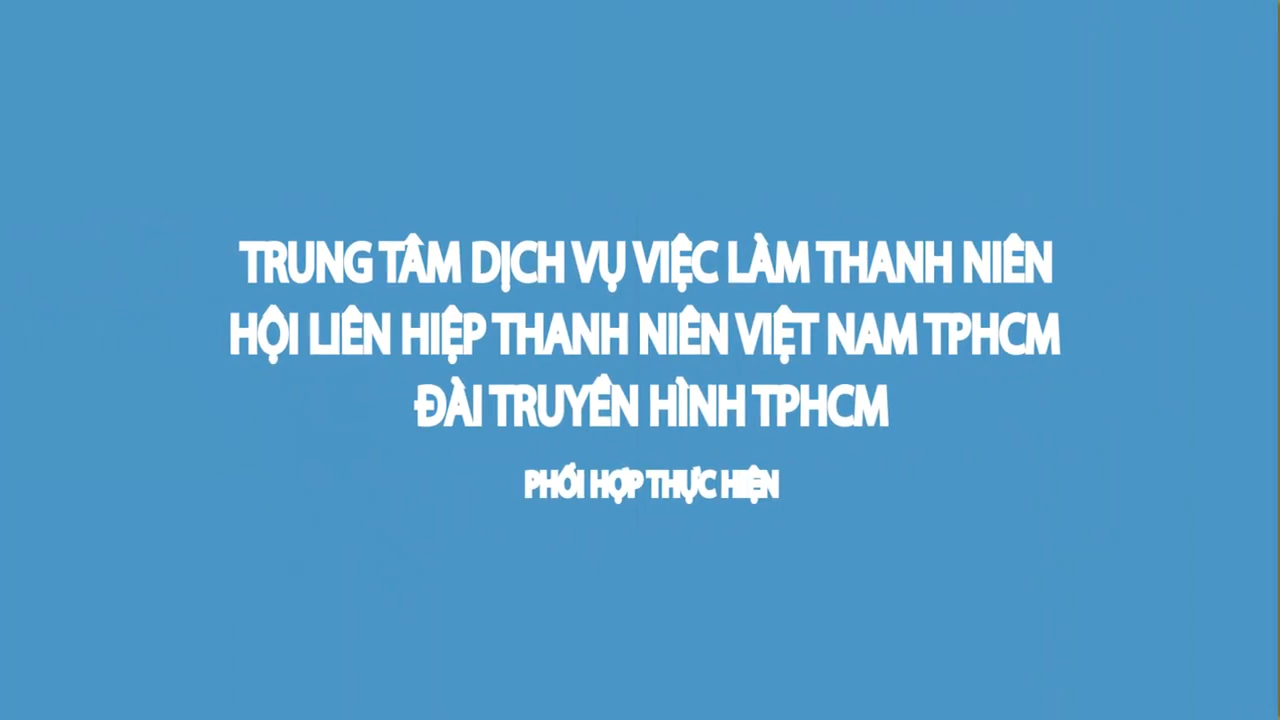 TRUNG TÂM DỊCH VỤ VIỆC LÀM THANH NIÊN
HỘI LIÊN HIỆP THANH NIÊN VIỆT NAM TPHCM
ĐÀI TRUYỀN HÌNH TPHCM
PHỐI HỢP THỰC HIỆN